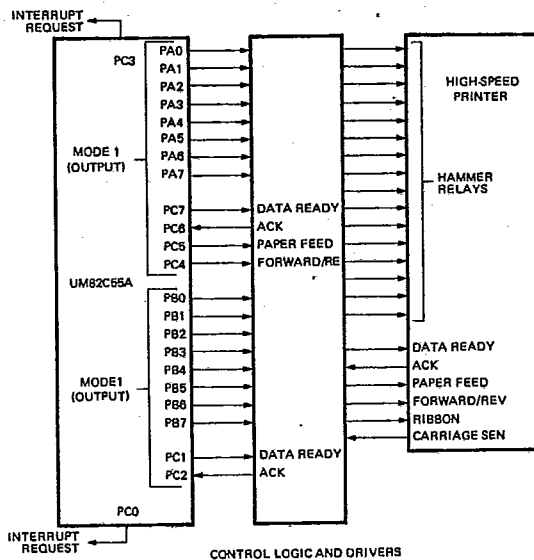 INTERRUPT
REQUEST
PC3
PA0
PA1
PA2
PA3
PA4
PA5
PA6
PA7
MODE 1
(OUTPUT)
PC7
PC6
PC5
PC4
DATA READY
ACK
PAPER FEED
FORWARD/RE
UM82C55A
PB0
PB1
PB2
PB3
PB4
PB5
PB6
PB7
MODE1
(OUTPUT)
PC1
PC2
DATA READY
ACK
PC0
INTERRUPT
REQUEST
HIGH-SPEED
PRINTER
HAMMER
RELAYS
DATA READY
ACK
PAPER FEED
FORWARD/REV
RIBBON
CARRIAGE SEN
CONTROL LOGIC AND DRIVERS